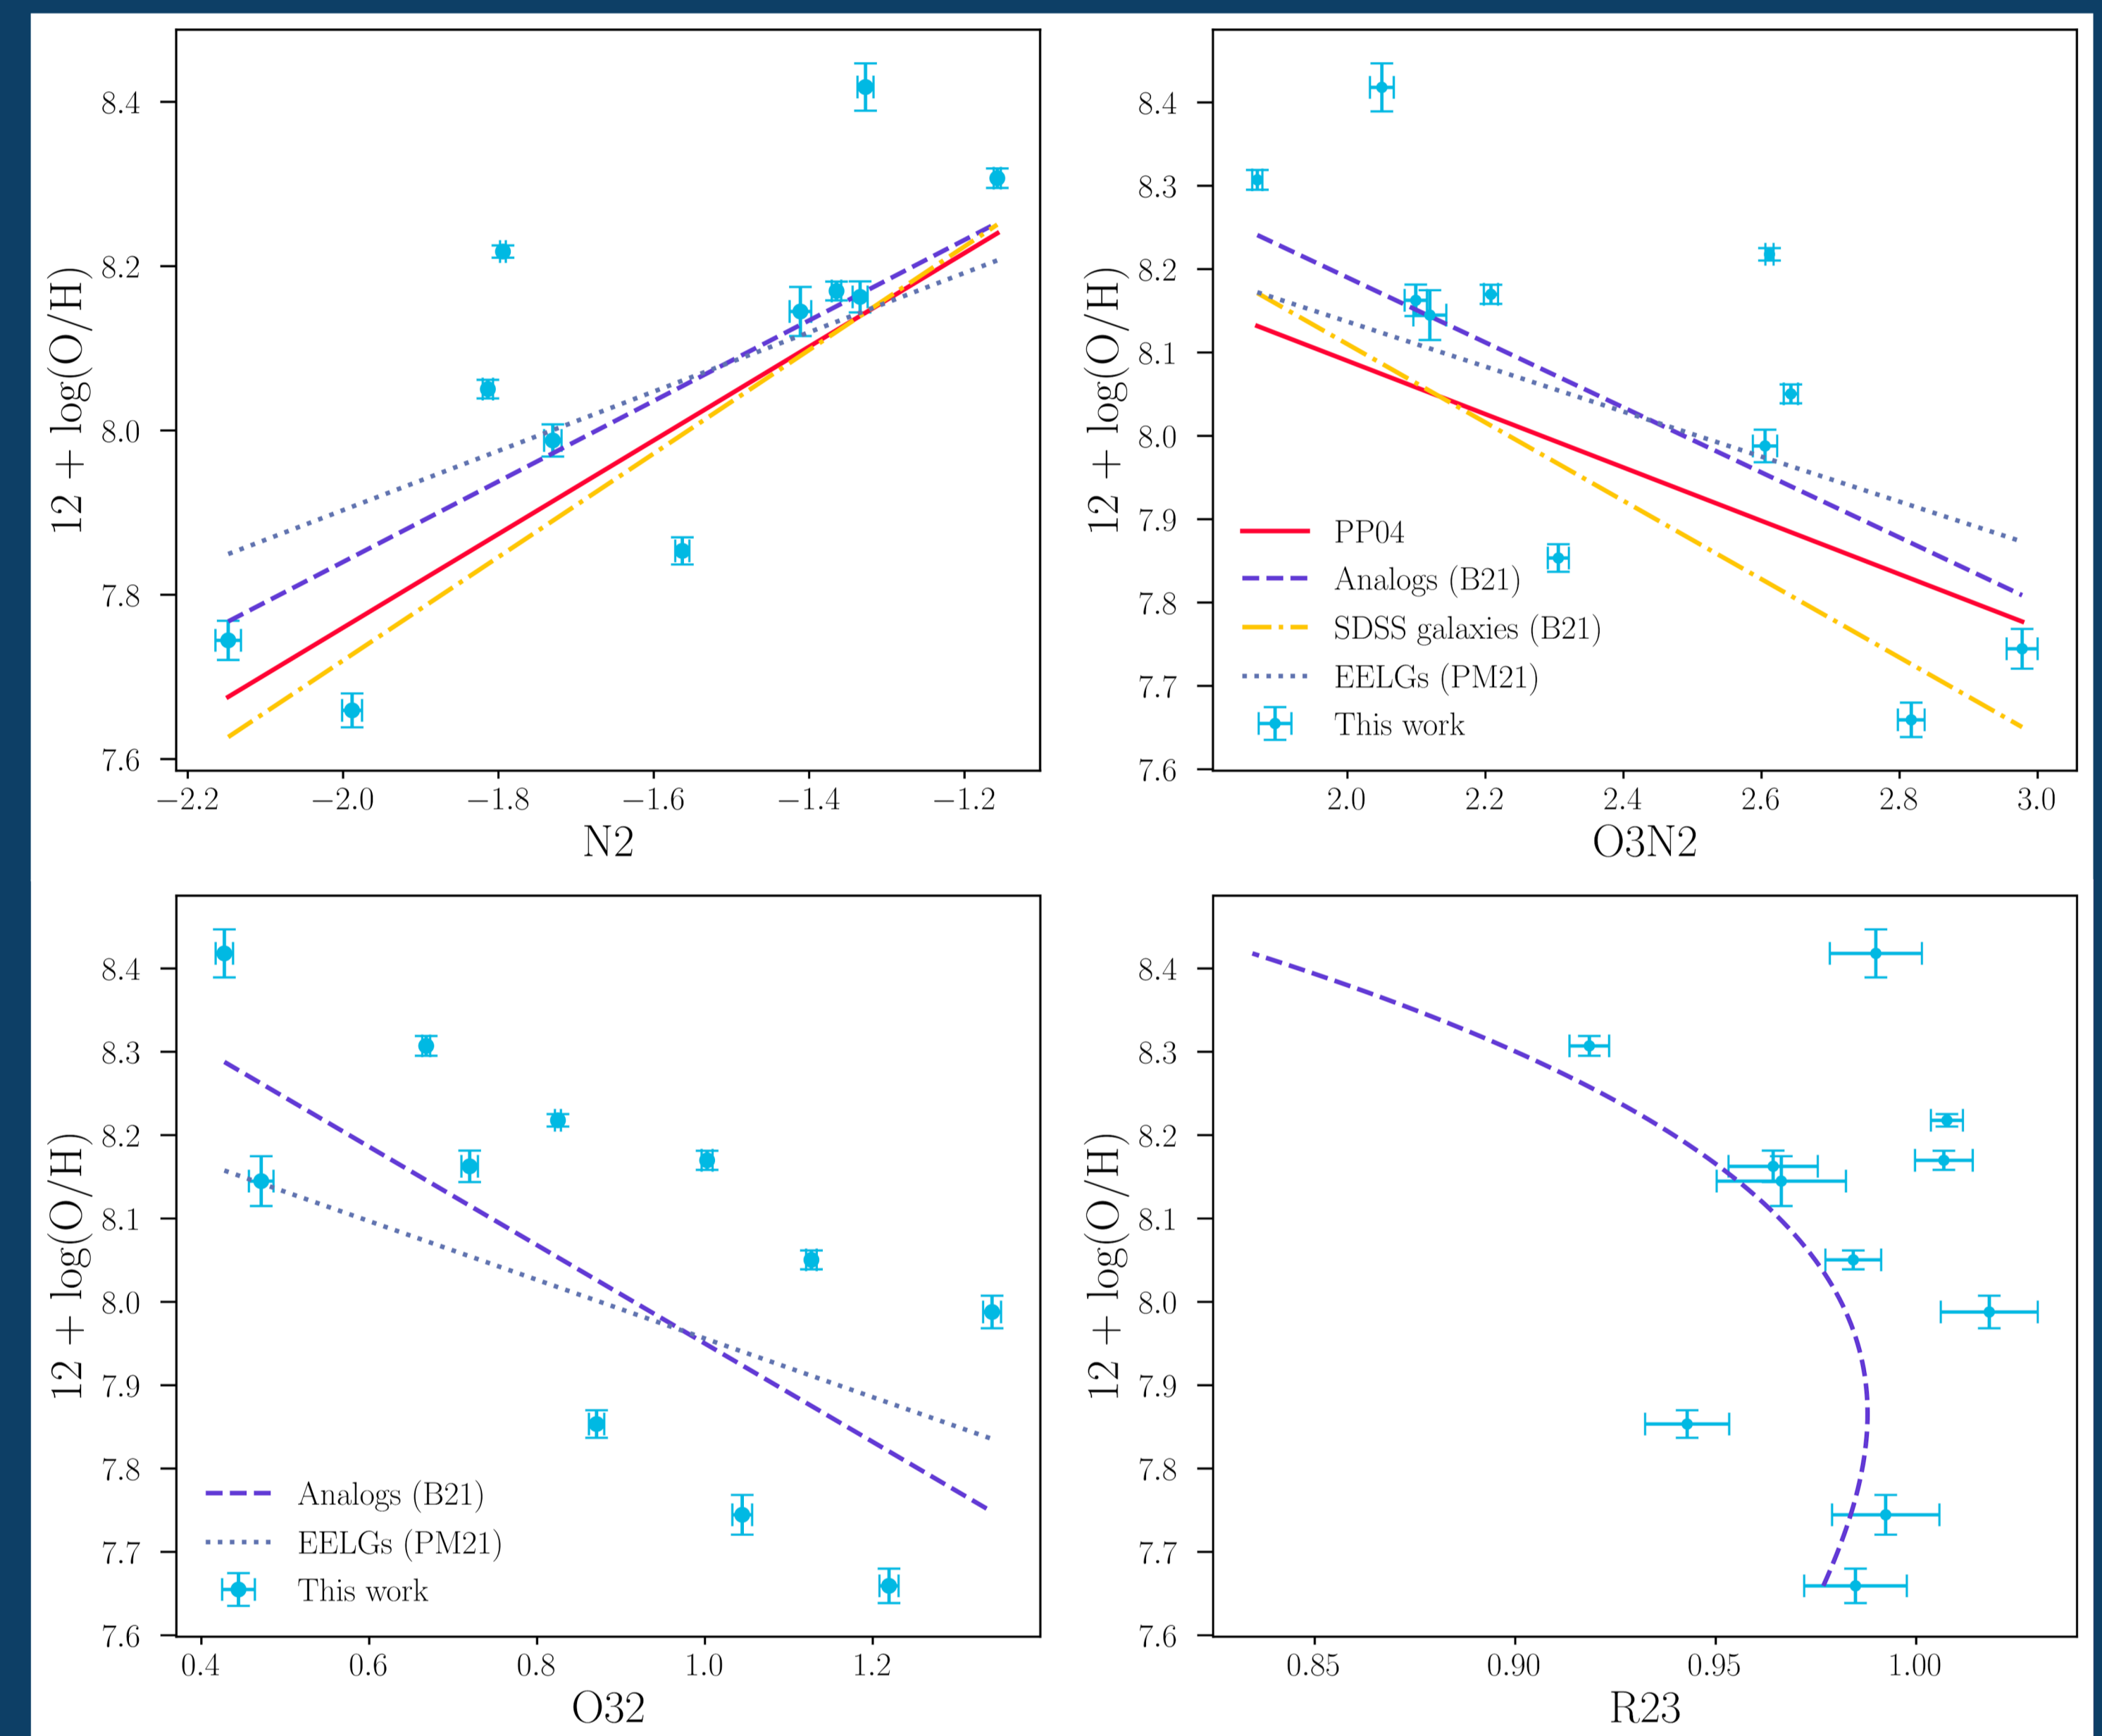 8.4
8.2
8.0
7.8
7.6
12 + log(O/H)
−2.2 −2.0 −1.8 −1.6 −1.4 −1.2
N2
8.4
8.3
8.2
8.1
8.0
7.9
7.8
7.7
7.6
12 + log(O/H)
PP04
Analogs (B21)
SDSS galaxies (B21)
EELGs (PM21)
This work
2.0 2.2 2.4 2.6 2.8 3.0
O3N2
8.4
8.3
8.2
8.1
8.0
7.9
7.8
7.7
7.6
12 + log(O/H)
Analogs (B21)
EELGs (PM21)
This work
0.4 0.6 0.8 1.0 1.2
O32
8.4
8.3
8.2
8.1
8.0
7.9
7.8
7.7
7.6
12 + log(O/H)
0.85 0.90 0.95 1.00
R23